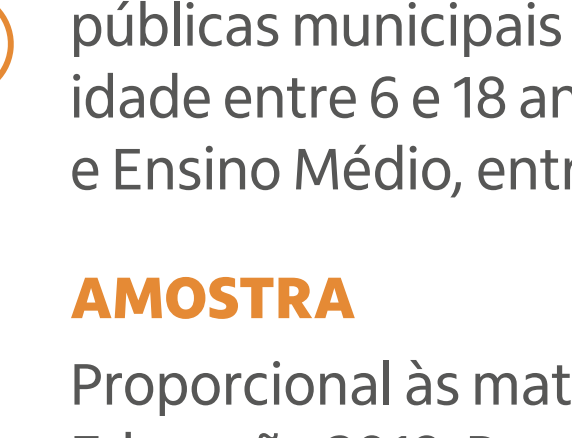 públicas municipais
idade entre 6 e 18 an
e Ensino Médio, entr
AMOSTRA
Proporcional às mat